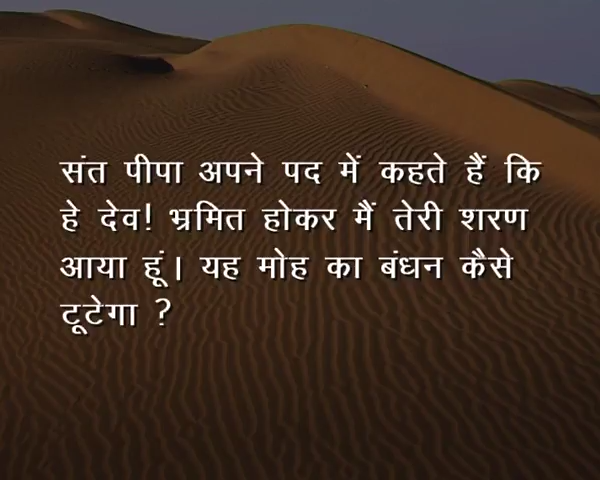 संत पीपा अपने पद में कहते हैं कि
हे देव! भ्रमित होकर मैं तेरी शरण
आया हूं। यह मोह का बंधन कैसे
टूटेगा ?